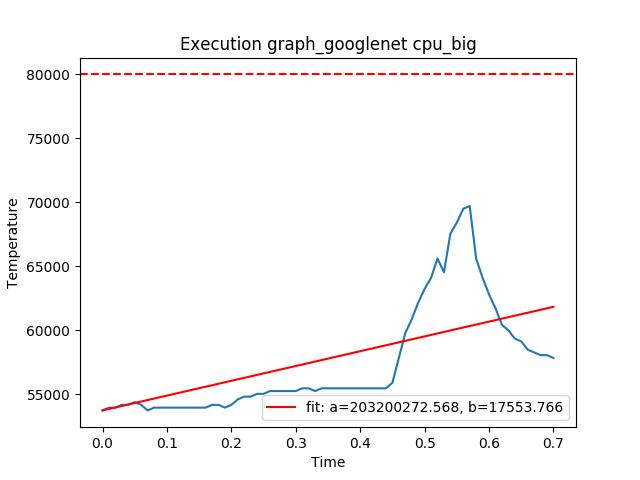 Execution graph_googlenet cpu_big
80000
75000
70000
65000
60000
55000
Temperature
fit: a=203200272.568, b=17553.766
0.0 0.1 0.2 0.3 0.4 0.5 0.6 0.7
Time